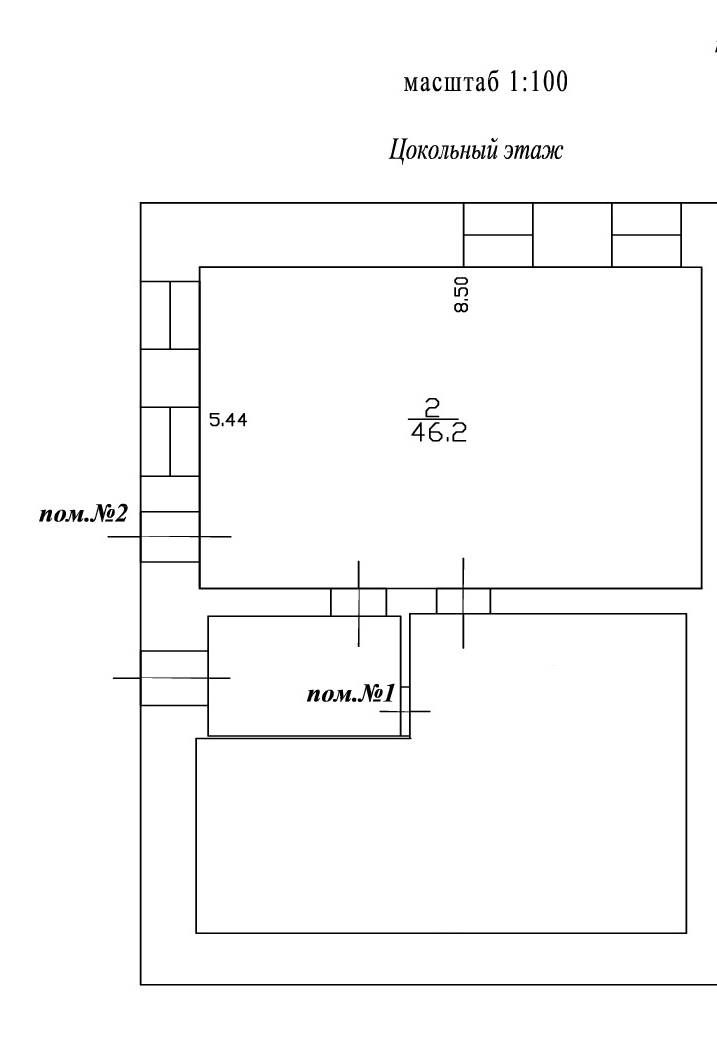 масштаб 1:100
Цокольный этаж
8.50
5.44
2
46.2
пом.№2
пом.№1